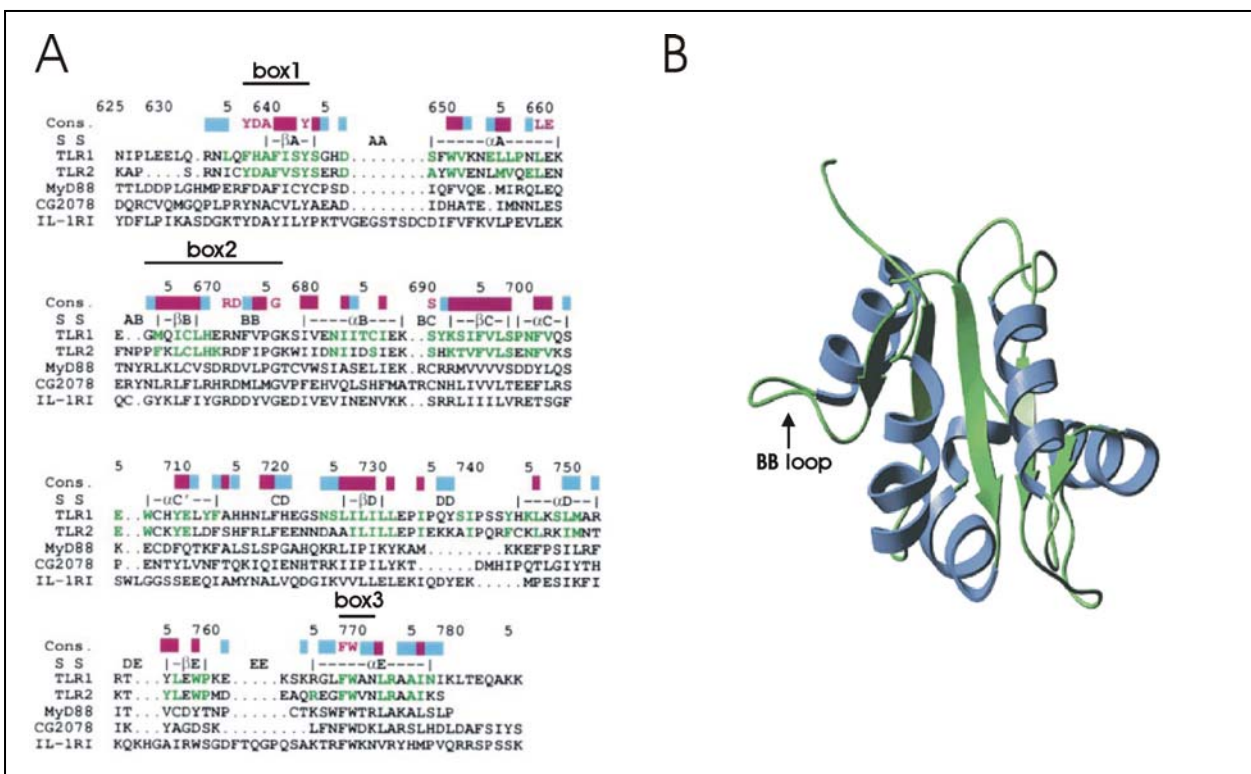 A
B
box1
625 630 5 640 5 650 5 660
Cons. YDA Y LE
S S |-βA-| AA |-----αA-----
TLR1 NIPLEELQ.RNLQFHAFISYSGHD........SFWVKNELLPNLEK
TLR2 KAP....S.RNICYDAFVSYSERD........AYWVENLMVQELEN
MyD88 TTLDDPLGHMPERFDAFICYCPSD........IQFVQE.MIRQLEQ
CG2078 DQRCVQMGQPLPRYNACVLYAEAD........IDHATE.IMNNLES
IL-1RI YDFLPIKASDGKTYDAYILYPKTVGEGSTSDCDIFVFKVLPEVLEK
box2
5 670 5 680 5 690 5 700
Cons. RD G S
S S AB |-βB-| BB |----αB-----| BC |--βC--|--αC--
TLR1 E..GMQICLHERNFVPGKSIVENIITCIEK..SYKSIFVLSPNFVQS
TLR2 FNPPFKLCLHKRDFIPGKWIIDNIIDSIEK..SHKTVFVLSENFVQS
MyD88 TNYRLKLCVSDRDVLPGTCVWSIASELIEK.RCRRMVVVVSDDYLQS
CG2078 ERYNLRLFLRHRDMLMGVPFEHVQLSHFMATRCNHLIVVLTEEFLRS
IL-1RI QC.GYKLFIYGRDDYVGEDIVEVINENVKK..SRRLIIILVRETSGF
5 710 5 720 5 730 5 740 5 750
Cons.
S S |--αC'--| CD |-βD-| DD |---αD---
TLR1 E..WCHYELYFAHHNLFHEGSNSLILILLEPIPQYSIPSSYHKLKSLMAR
TLR2 E..WCKYELDFSHFRLFEENNDAAILILLEPIEKKAIPQRFCKLRKIMNT
MyD88 K..ECDFQTKFALSLSPGAHQKRLIPIKYKAM.......KKEFPSILRF
CG2078 P..ENTYLVNFTQKIQIENHTRKIIPILYKT......DMHIPQTLGIYTH
IL-1RI SWLGGSSEEQIAMYNALVQDGIKVVLLELEKIQDYEK.....MPESIKFI
box3
5 760 5 770 5 780 5
Cons. FW
S S DE |-βE-| EE |------αE-----|
TLR1 RT...YLEWPKE.....KSKRGLFWANLRAAINIKLTEQAKK
TLR2 KT...YLEWPMD.....EAQREGFWVNLRAAIKS
MyD88 IT...VCDYTNP.....CTKSWFWTRLAKALSLP
CG2078 IK...YAGDSK.......LFNFWDKLARSLHDLDAFSIYS
IL-1RI KQKHGAIRWSGDFTQGPQSAKTRFWKNVRYHMPVQRRSPSSK
BB loop